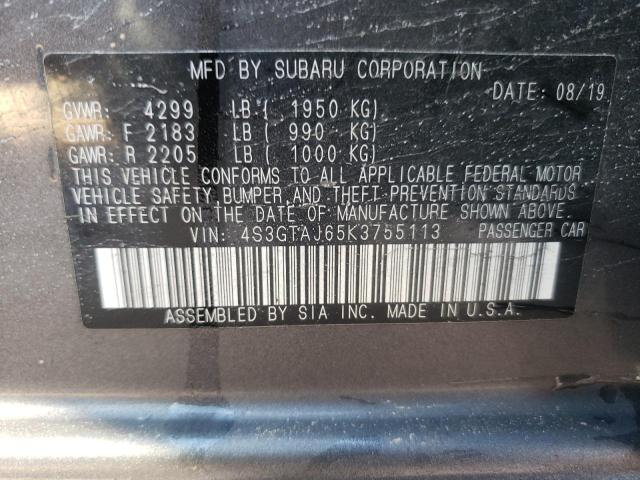 MFD BY SUBARU CORPORATION
DATE: 08/19
GVWR: 4299 LB ( 1950 KG)
GAWR: F 2183 LB ( 990 KG)
GAWR: R 2205 LB ( 1000 KG)
THIS VEHICLE CONFORMS TO ALL APPLICABLE FEDERAL MOTOR
VEHICLE SAFETY, BUMPER, AND THEFT PREVENTION STANDARDS
IN EFFECT ON THE DATE OF MANUFACTURE SHOWN ABOVE.
VIN: 4S3GTAJ65K3755113 PASSENGER CAR
ASSEMBLED BY SIA INC. MADE IN U.S.A.